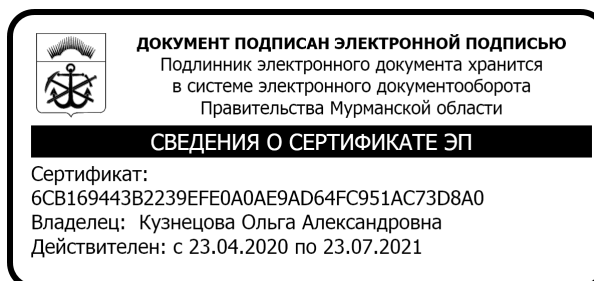 ДОКУМЕНТ ПОДПИСАН ЭЛЕКТРОННОЙ ПОДПИСЬЮ
Подлинник электронного документа хранится
в системе электронного документооборота
Правительства Мурманской области
СВЕДЕНИЯ О СЕРТИФИКАТЕ ЭП
Сертификат:
6CB169443B2239EFE0A0AE9AD64FC951AC73D8A0
Владелец: Кузнецова Ольга Александровна
Действителен: с 23.04.2020 по 23.07.2021